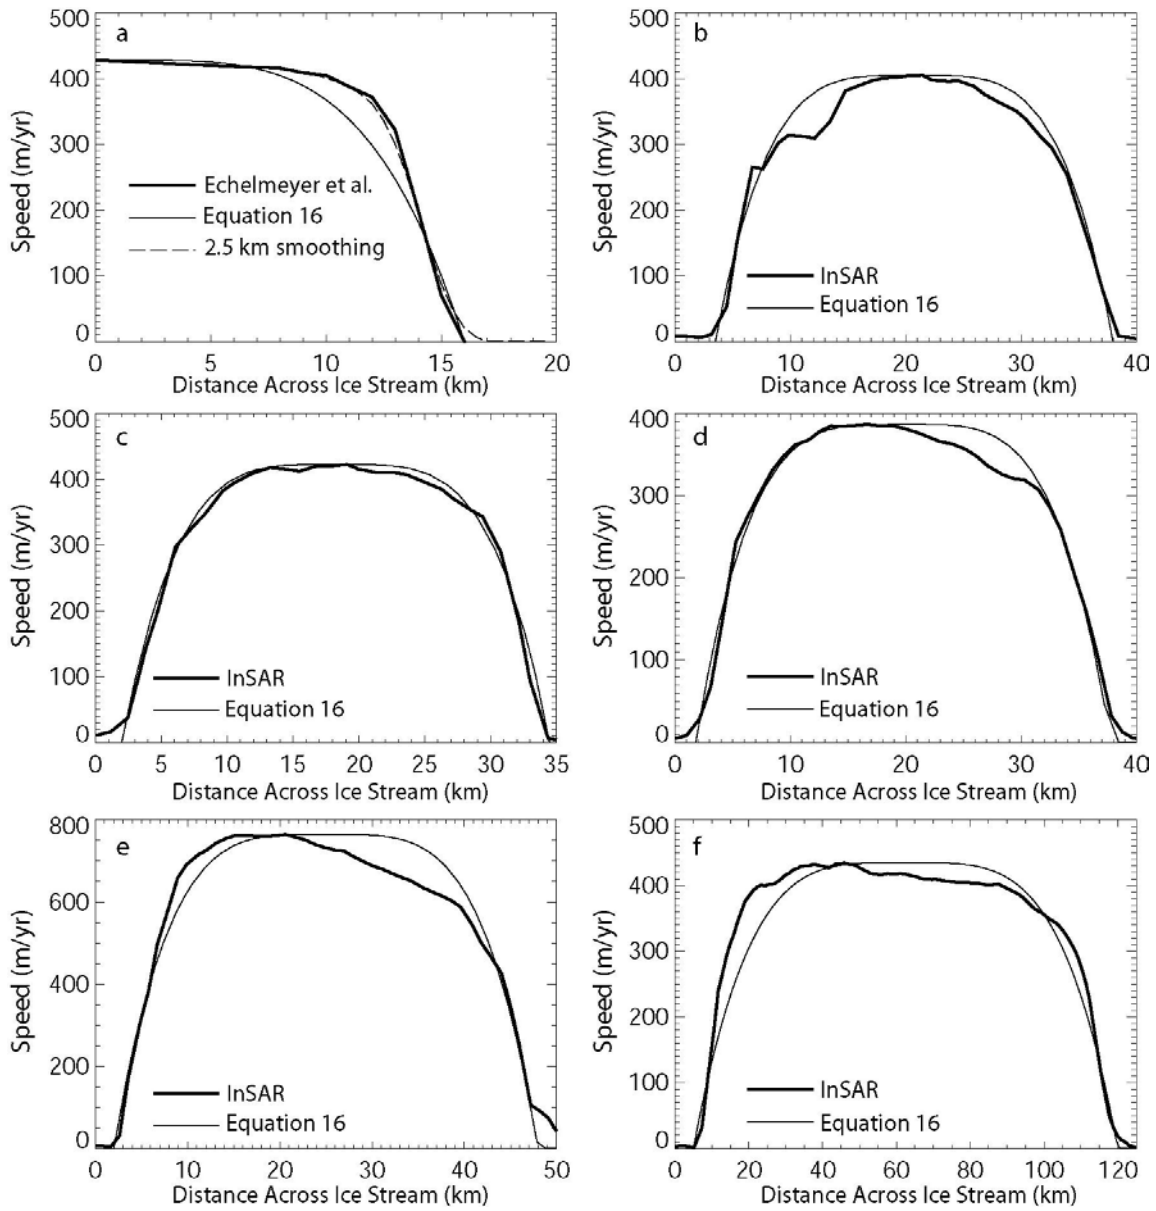 a
500
400
300
200
100
0
Speed (m/yr)
Echelmeyer et al.
Equation 16
2.5 km smoothing
0 5 10 15 20
Distance Across Ice Stream (km)
b
500
400
300
200
100
0
Speed (m/yr)
InSAR
Equation 16
0 10 20 30 40
Distance Across Ice Stream (km)
c
500
400
300
200
100
0
Speed (m/yr)
InSAR
Equation 16
0 5 10 15 20 25 30 35
Distance Across Ice Stream (km)
d
400
300
200
100
0
Speed (m/yr)
InSAR
Equation 16
0 10 20 30 40
Distance Across Ice Stream (km)
e
800
600
400
200
0
Speed (m/yr)
InSAR
Equation 16
0 10 20 30 40 50
Distance Across Ice Stream (km)
f
500
400
300
200
100
0
Speed (m/yr)
InSAR
Equation 16
0 20 40 60 80 100 120
Distance Across Ice Stream (km)